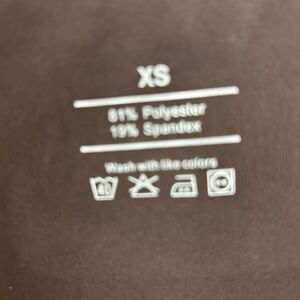 XS
81% Polyester
19% Spandex
Wash with like colors